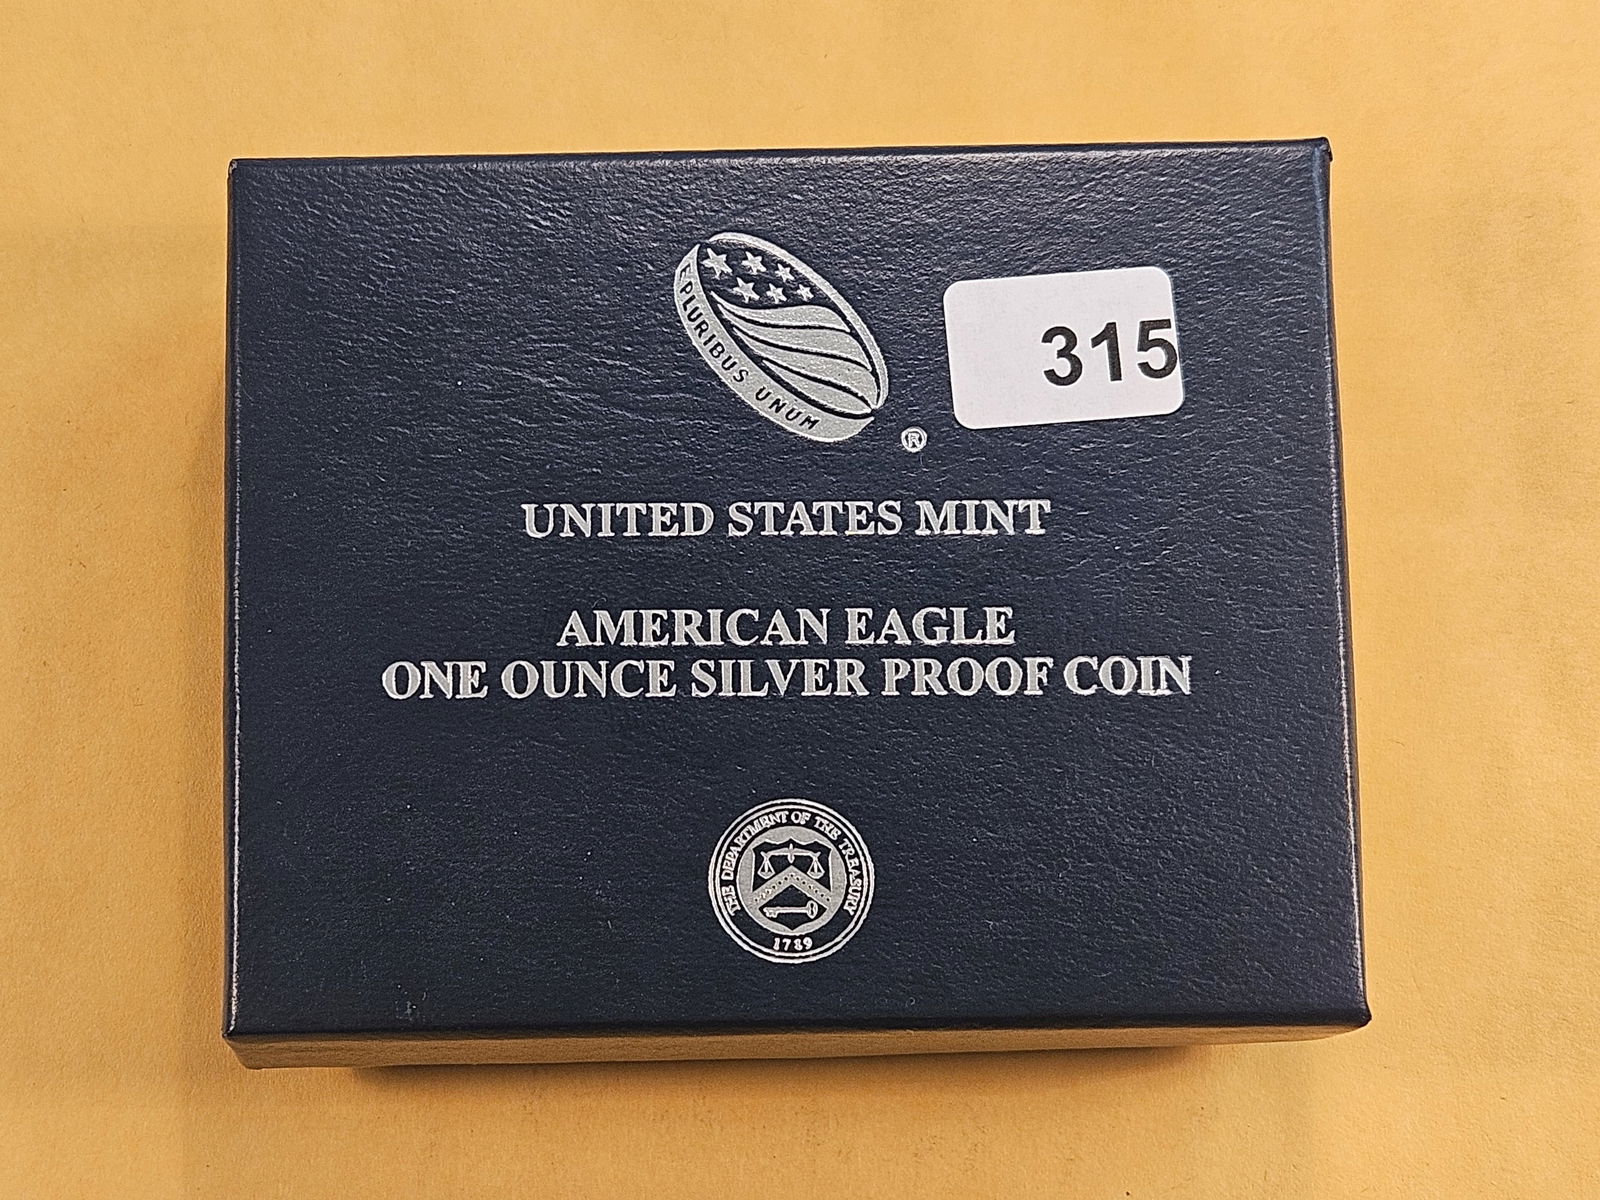 E PLURIBUS UNUM
®
315
UNITED STATES MINT
AMERICAN EAGLE
ONE OUNCE SILVER PROOF COIN
THE DEPARTMENT OF THE TREASURY
1789